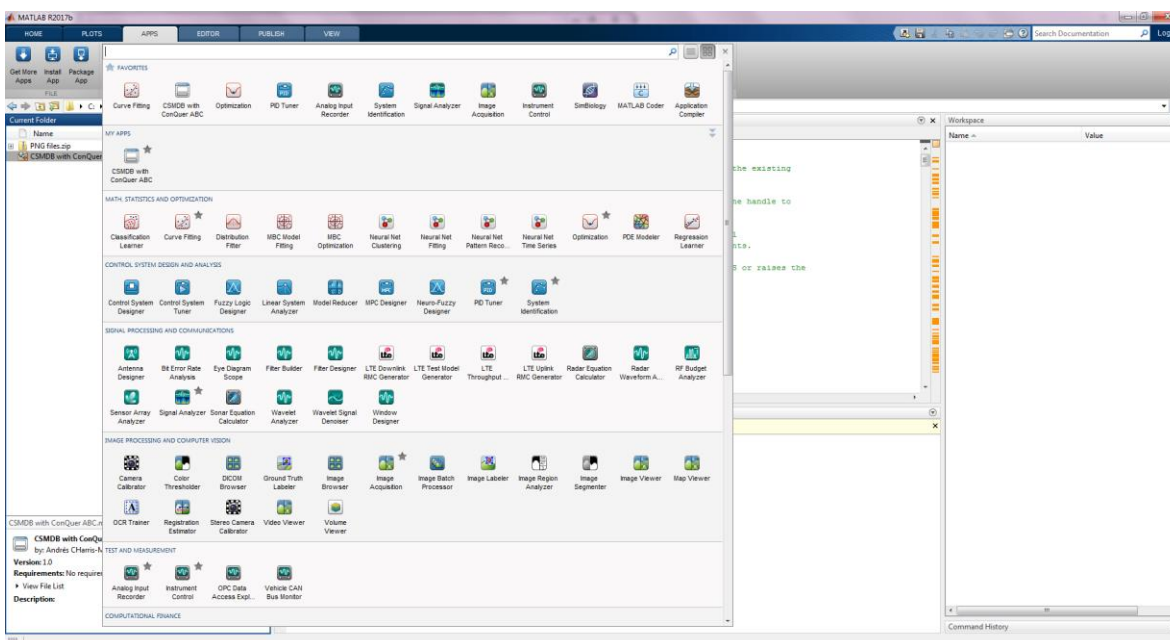 MATLAB R2017b
HOME PLOTS APPS EDITOR PUBLISH VIEW
Search Documentation
Log
Get More Apps
Install App
Package App
FILE
C:
FAVORITES
Curve Fitting
CSMDB with ConQuer ABC
Optimization
PID Tuner
Analog Input Recorder
System Identification
Signal Analyzer
Image Acquisition
Instrument Control
SimBiology
MATLAB Coder
Application Compiler
MY APPS
CSMDB with ConQuer ABC
MATH, STATISTICS AND OPTIMIZATION
Classification Learner
Curve Fitting
Distribution Fitter
MBC Model Fitting
MBC Optimization
Neural Net Clustering
Neural Net Fitting
Neural Net Pattern Reco...
Neural Net Time Series
Optimization
PDE Modeler
Regression Learner
CONTROL SYSTEM DESIGN AND ANALYSIS
Control System Designer
Control System Tuner
Fuzzy Logic Designer
Linear System Analyzer
Model Reducer
MPC Designer
Neuro-Fuzzy Designer
PID Tuner
System Identification
SIGNAL PROCESSING AND COMMUNICATIONS
Antenna Designer
Bit Error Rate Analysis
Eye Diagram Scope
Filter Builder
Filter Designer
LTE Downlink RMC Generator
LTE Test Model Generator
LTE Throughput ...
LTE Uplink RMC Generator
Radar Equation Calculator
Radar Waveform A...
RF Budget Analyzer
Sensor Array Analyzer
Signal Analyzer
Sonar Equation Calculator
Wavelet Analyzer
Wavelet Signal Denoiser
Window Designer
IMAGE PROCESSING AND COMPUTER VISION
Camera Calibrator
Color Thresholder
DICOM Browser
Ground Truth Labeler
Image Browser
Image Acquisition
Image Batch Processor
Image Labeler
Image Region Analyzer
Image Segmenter
Image Viewer
Map Viewer
OCR Trainer
Registration Estimator
Stereo Camera Calibrator
Video Viewer
Volume Viewer
TEST AND MEASUREMENT
Analog Input Recorder
Instrument Control
OPC Data Access Expl...
Vehicle CAN Bus Monitor
COMPUTATIONAL FINANCE
Current Folder
Name
PNG files.zip
CSMDB with ConQuer
CSMDB with ConQuer ABC.m
CSMDB with ConQu
by: Andrés CHarris-M
Version: 1.0
Requirements: No require
View File List
Description:
the existing
he handle to
nts.
S or raises the
Workspace
Name
Value
Command History